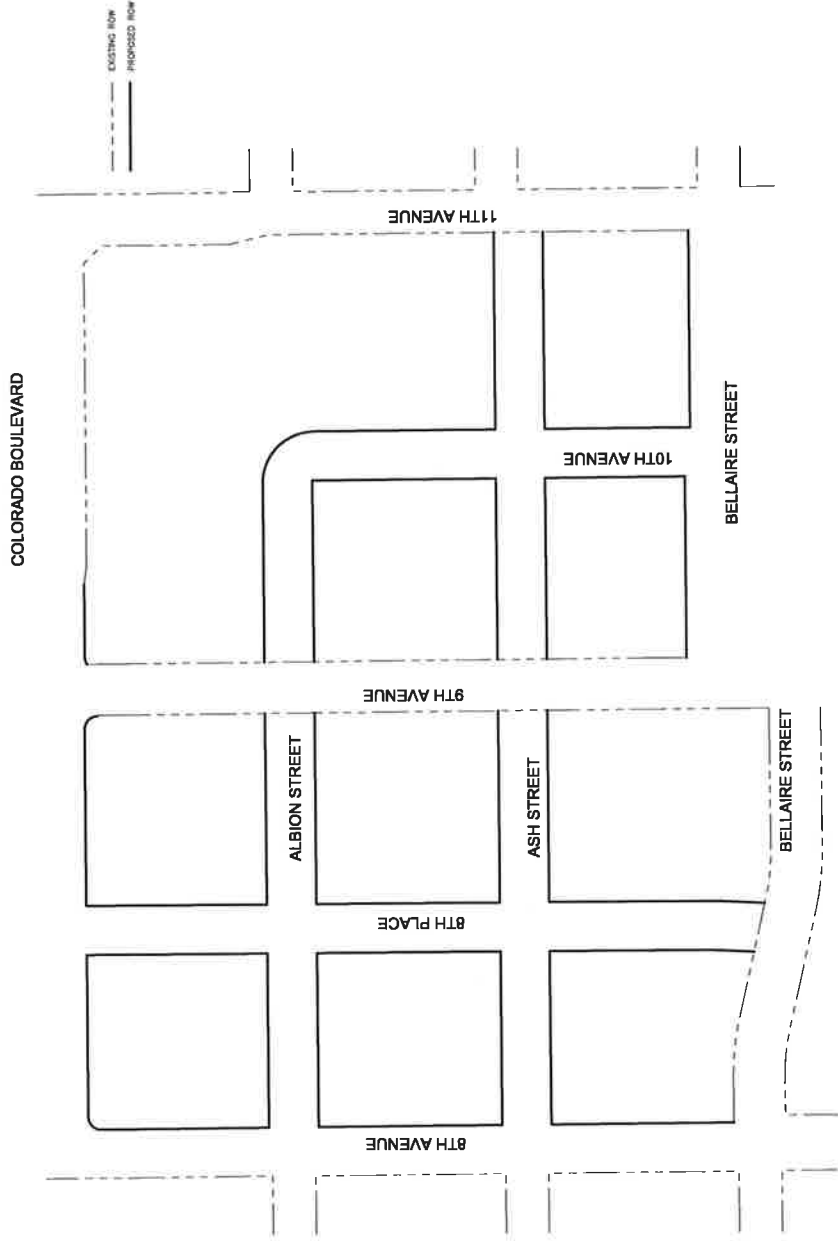 EXISTING ROW
PROPOSED ROW
COLORADO BOULEVARD
11TH AVENUE
10TH AVENUE
BELLAIRE STREET
9TH AVENUE
ALBION STREET
ASH STREET
BELLAIRE STREET
8TH PLACE
8TH AVENUE